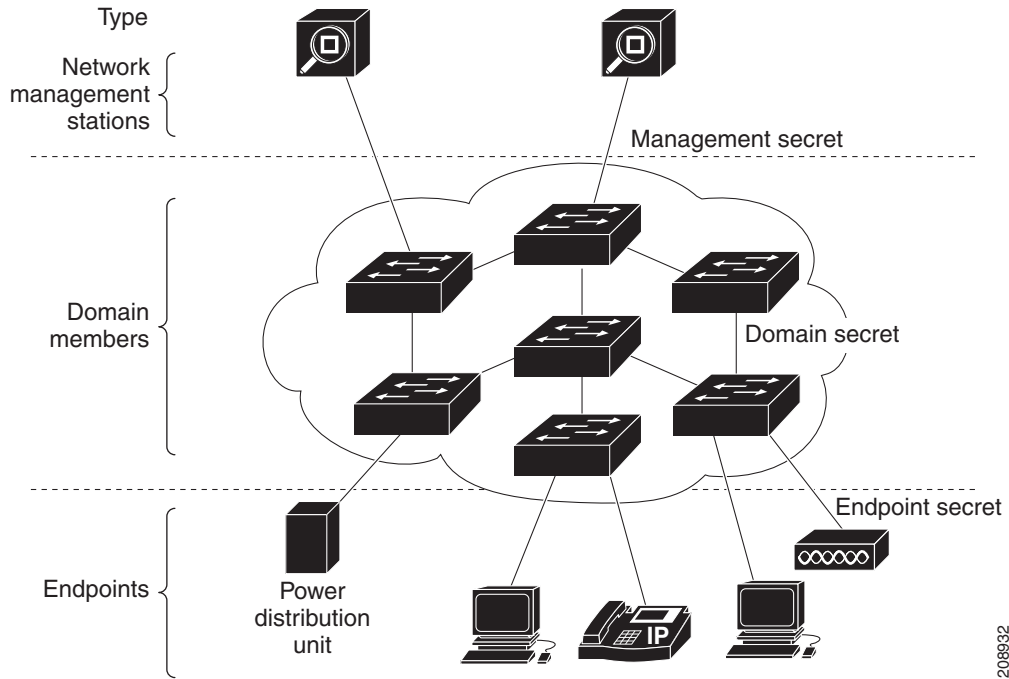 Type
Network
management
stations
Management secret
Domain
members
Domain secret
Endpoint secret
Endpoints
Power
distribution
unit
IP
208932